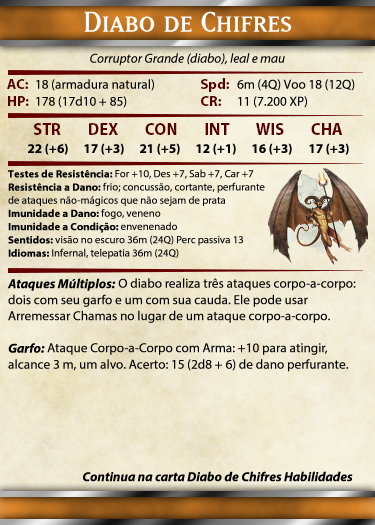 Diabo de Chifres
Corruptor Grande (diabo), leal e mau
AC: 18 (armadura natural) Spd: 6m (4Q) Voo 18 (12Q)
HP: 178 (17d10 + 85) CR: 11 (7.200 XP)
STR DEX CON INT WIS CHA
22 (+6) 17 (+3) 21 (+5) 12 (+1) 16 (+3) 17 (+3)
Testes de Resistência: For +10, Des +7, Sab +7, Car +7
Resistência a Dano: frio; concussão, cortante, perfurante
de ataques não-mágicos que não sejam de prata
Imunidade a Dano: fogo, veneno
Imunidade a Condição: envenenado
Sentidos: visão no escuro 36m (24Q) Perc passiva 13
Idiomas: Infernal, telepatia 36m (24Q)
Ataques Múltiplos: O diabo realiza três ataques corpo-a-corpo:
dois com seu garfo e um com sua cauda. Ele pode usar
Arremessar Chamas no lugar de um ataque corpo-a-corpo.
Garfo: Ataque Corpo-a-Corpo com Arma: +10 para atingir,
alcance 3 m, um alvo. Acerto: 15 (2d8 + 6) de dano perfurante.
Continua na carta Diabo de Chifres Habilidades